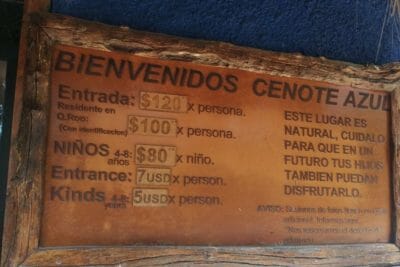 BIENVENIDOS CENOTE AZUL
Entrada: $120 x persona.
Residente en
Q.Roo: $100 x persona.
(Con identificacion)
NIÑOS 4-8: $80 x niño.
años
Entrance: 7USD x person.
Kinds 4-8: 5USD x person.
years
ESTE LUGAR ES
NATURAL, CUIDALO
PARA QUE EN UN
FUTURO TUS HIJOS
TAMBIEN PUEDAN
DISFRUTARLO.
AVISO: